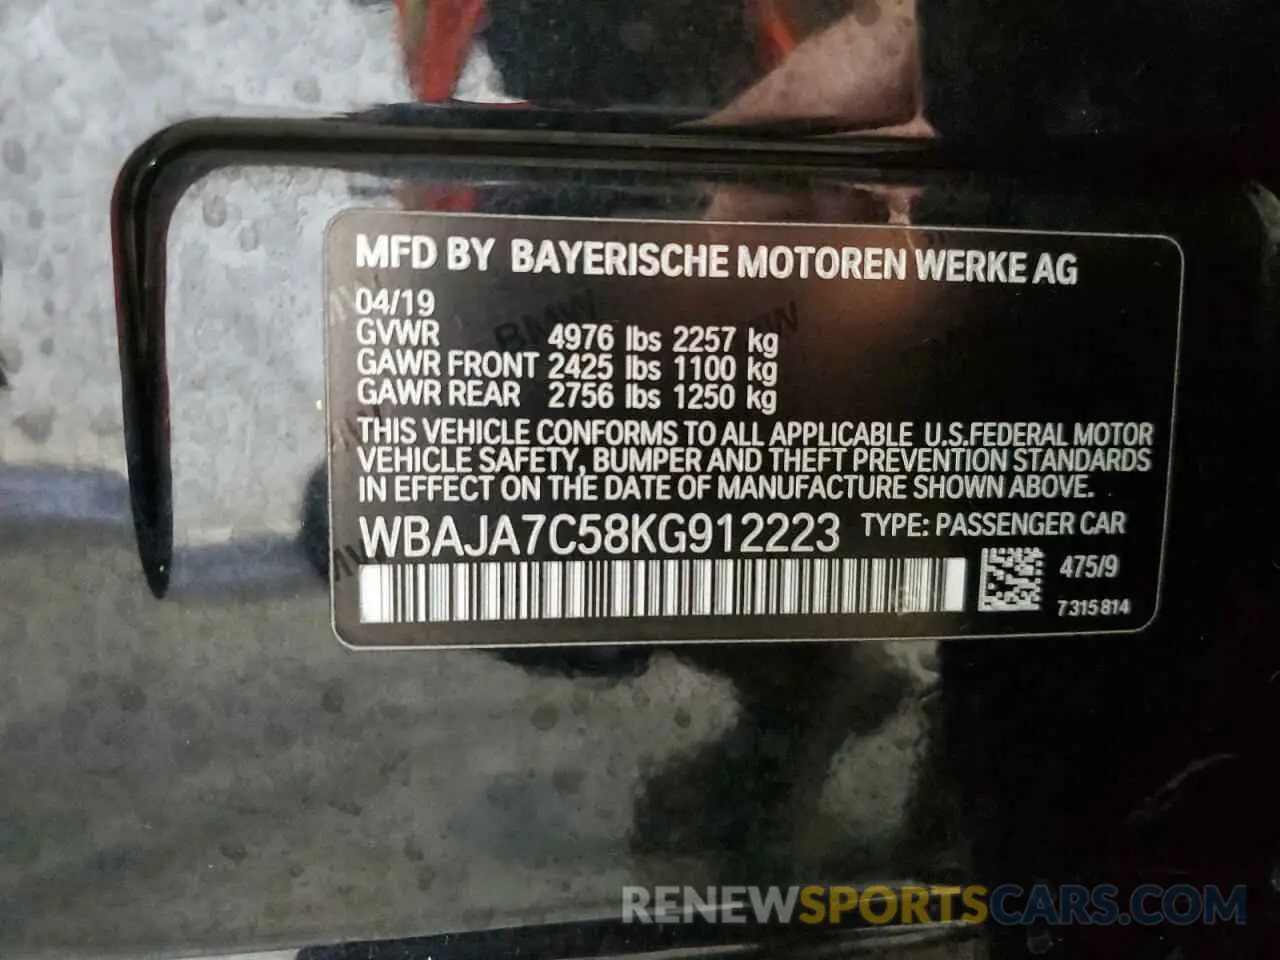 MFD BY BAYERISCHE MOTOREN WERKE AG
04/19
GVWR 4976 lbs 2257 kg
GAWR FRONT 2425 lbs 1100 kg
GAWR REAR 2756 lbs 1250 kg
THIS VEHICLE CONFORMS TO ALL APPLICABLE U.S.FEDERAL MOTOR
VEHICLE SAFETY, BUMPER AND THEFT PREVENTION STANDARDS
IN EFFECT ON THE DATE OF MANUFACTURE SHOWN ABOVE.
WBAJA7C58KG912223 TYPE: PASSENGER CAR
475/9
7315814
RENEWSPORTSCARS.COM